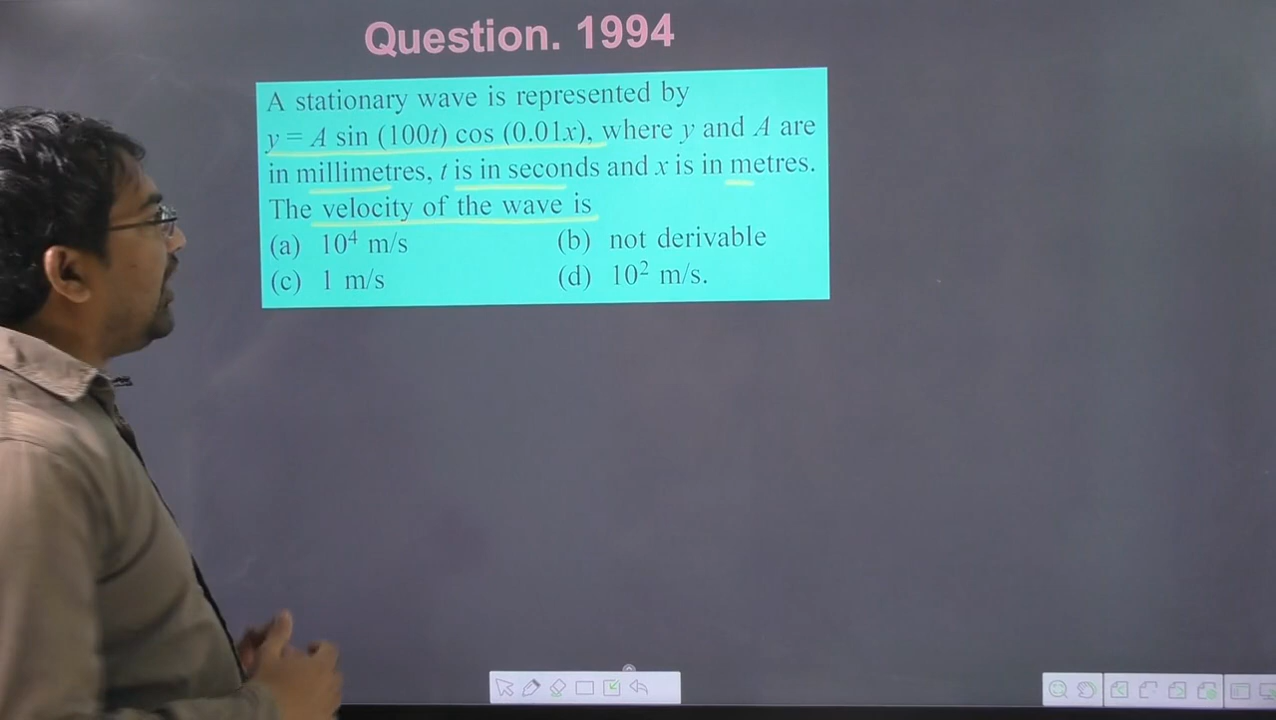 Question. 1994
A stationary wave is represented by
y = A sin (100t) cos (0.01x), where y and A are
in millimetres, t is in seconds and x is in metres.
The velocity of the wave is
(a) 10⁴ m/s (b) not derivable
(c) 1 m/s (d) 10² m/s.